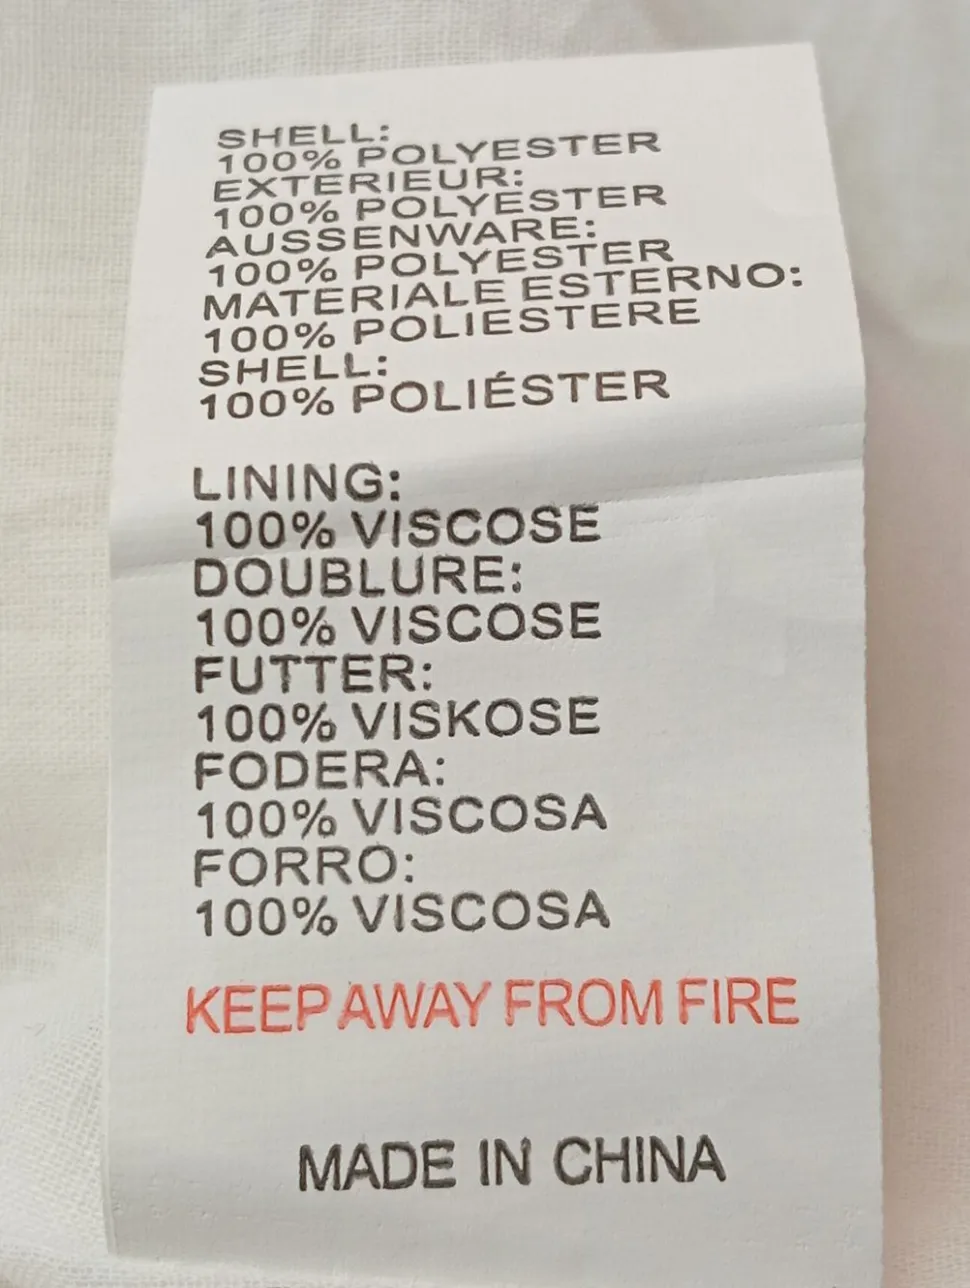 SHELL:
100% POLYESTER
EXTERIEUR:
100% POLYESTER
AUSSENWARE:
100% POLYESTER
MATERIALE ESTERNO:
100% POLIESTERE
SHELL:
100% POLIÉSTER
LINING:
100% VISCOSE
DOUBLURE:
100% VISCOSE
FUTTER:
100% VISKOSE
FODERA:
100% VISCOSA
FORRO:
100% VISCOSA
KEEP AWAY FROM FIRE
MADE IN CHINA